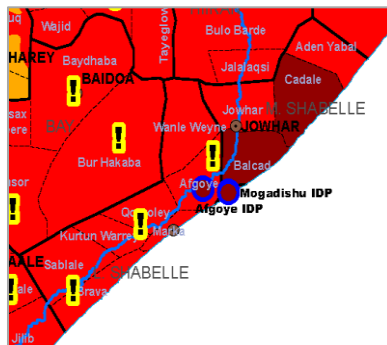 Wajid
Tayeglow
Bulo Barde
Aden Yabal
HAREY
Baydhaba
BAIDOA
Jalalaqsi
Cadale
Jowhar
M. SHABELLE
BAY
Wanle Weyne
JOWHAR
Bur Hakaba
Balcad
Afgoye
Mogadishu IDP
Afgoye IDP
Qoryoley
Kurtun Warrey
Marka
AALE
Sablale
SHABELLE
Brava
Jilib